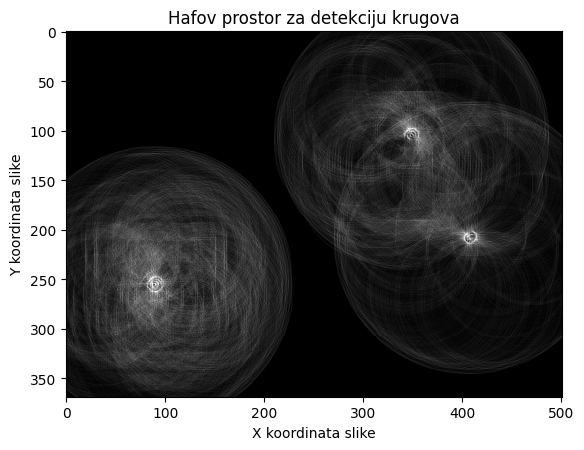 Hafov prostor za detekciju krugova
0
50
100
150
200
250
300
350
Y koordinata slike
0 100 200 300 400 500
X koordinata slike